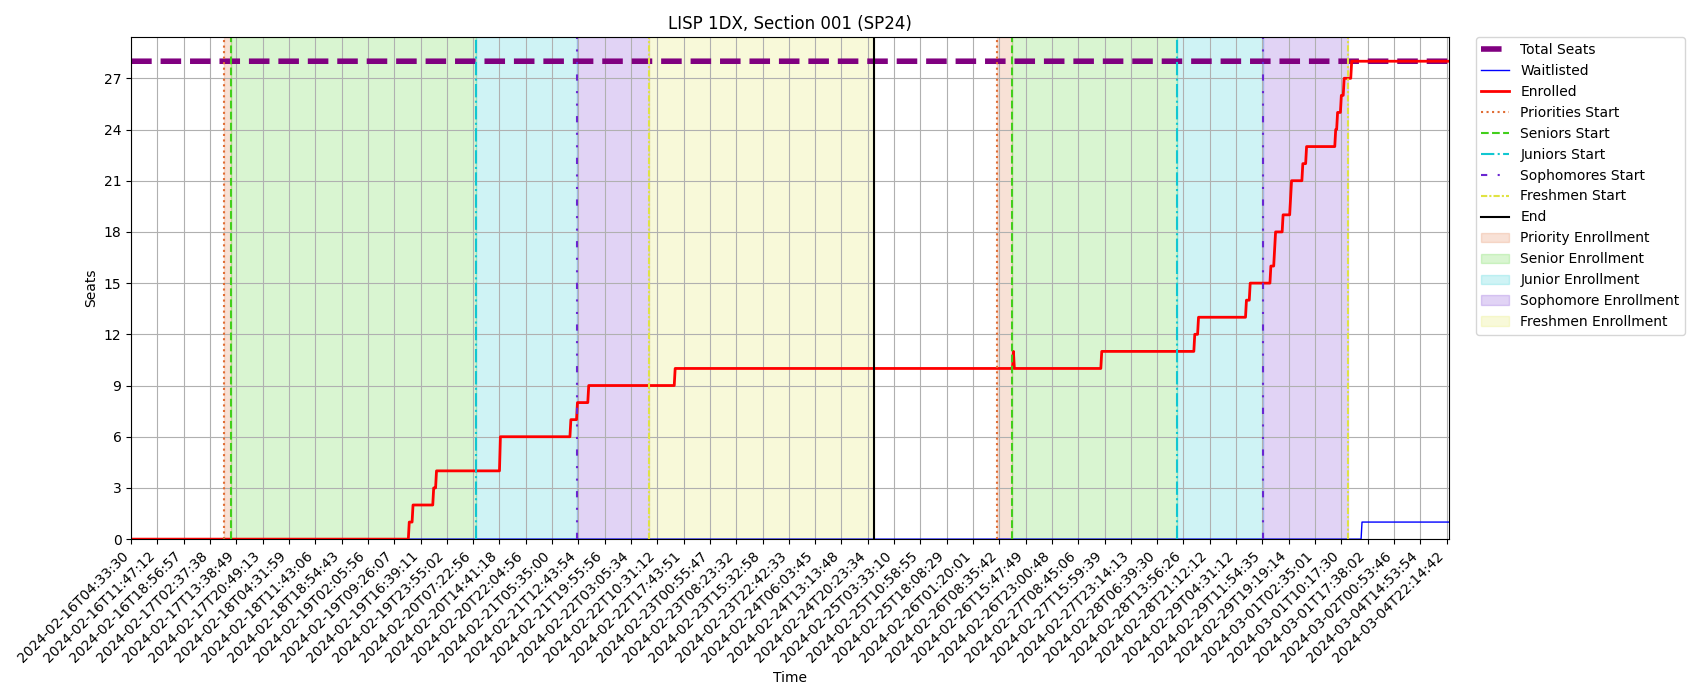 LISP 1DX, Section 001 (SP24)
Total Seats
Waitlisted
Enrolled
Priorities Start
Seniors Start
Juniors Start
Sophomores Start
Freshmen Start
End
Priority Enrollment
Senior Enrollment
Junior Enrollment
Sophomore Enrollment
Freshmen Enrollment
Seats
27
24
21
18
15
12
9
6
3
0
2024-02-16T04:33:30
2024-02-16T11:47:12
2024-02-16T18:56:57
2024-02-17T02:37:38
2024-02-17T13:38:49
2024-02-17T20:49:13
2024-02-18T04:31:59
2024-02-18T11:43:06
2024-02-18T18:54:43
2024-02-19T02:05:56
2024-02-19T09:26:07
2024-02-19T16:39:11
2024-02-19T23:55:02
2024-02-20T07:22:56
2024-02-20T14:41:18
2024-02-20T22:04:56
2024-02-21T05:35:00
2024-02-21T12:43:54
2024-02-21T19:55:56
2024-02-22T03:05:34
2024-02-22T10:31:12
2024-02-22T17:43:51
2024-02-23T00:55:47
2024-02-23T08:23:32
2024-02-23T15:32:58
2024-02-23T22:42:33
2024-02-24T06:03:45
2024-02-24T13:13:48
2024-02-24T20:23:34
2024-02-25T03:33:10
2024-02-25T10:58:55
2024-02-25T18:08:29
2024-02-26T01:20:01
2024-02-26T08:35:42
2024-02-26T15:47:49
2024-02-26T23:00:48
2024-02-27T08:45:06
2024-02-27T15:59:39
2024-02-27T23:14:13
2024-02-28T06:39:30
2024-02-28T13:56:26
2024-02-28T21:12:12
2024-02-29T04:31:12
2024-02-29T11:54:35
2024-02-29T19:19:14
2024-03-01T02:35:01
2024-03-01T10:17:30
2024-03-01T17:38:02
2024-03-02T00:53:46
2024-03-04T14:53:54
2024-03-04T22:14:42
Time